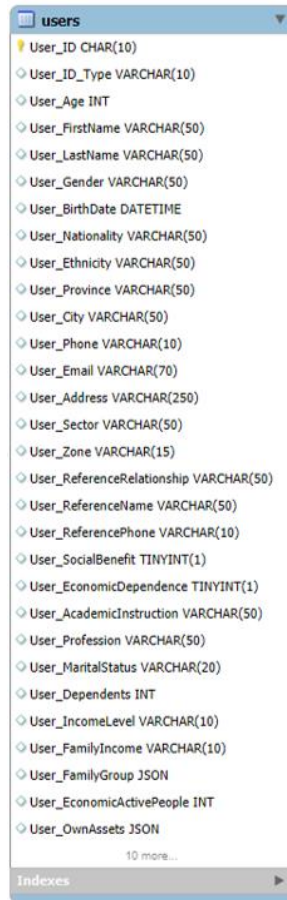 users
User_ID CHAR(10)
User_ID_Type VARCHAR(10)
User_Age INT
User_FirstName VARCHAR(50)
User_LastName VARCHAR(50)
User_Gender VARCHAR(50)
User_BirthDate DATETIME
User_Nationality VARCHAR(50)
User_Ethnicity VARCHAR(50)
User_Province VARCHAR(50)
User_City VARCHAR(50)
User_Phone VARCHAR(10)
User_Email VARCHAR(70)
User_Address VARCHAR(250)
User_Sector VARCHAR(50)
User_Zone VARCHAR(15)
User_ReferenceRelationship VARCHAR(50)
User_ReferenceName VARCHAR(50)
User_ReferencePhone VARCHAR(10)
User_SocialBenefit TINYINT(1)
User_EconomicDependence TINYINT(1)
User_AcademicInstruction VARCHAR(50)
User_Profession VARCHAR(50)
User_MaritalStatus VARCHAR(20)
User_Dependents INT
User_IncomeLevel VARCHAR(10)
User_FamilyIncome VARCHAR(10)
User_FamilyGroup JSON
User_EconomicActivePeople INT
User_OwnAssets JSON
10 more...
Indexes